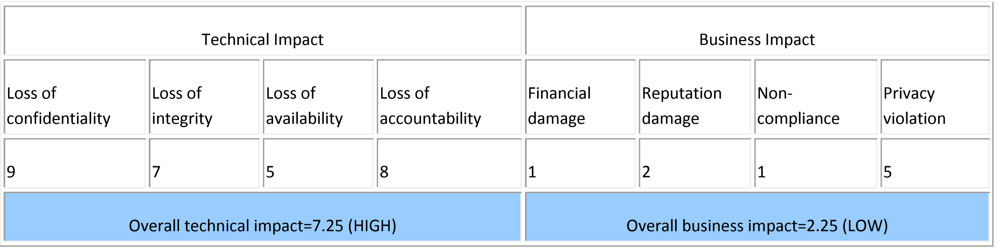 Technical Impact
Business Impact
Loss of
confidentiality
Loss of
integrity
Loss of
availability
Loss of
accountability
Financial
damage
Reputation
damage
Non-
compliance
Privacy
violation
9
7
5
8
1
2
1
5
Overall technical impact=7.25 (HIGH)
Overall business impact=2.25 (LOW)